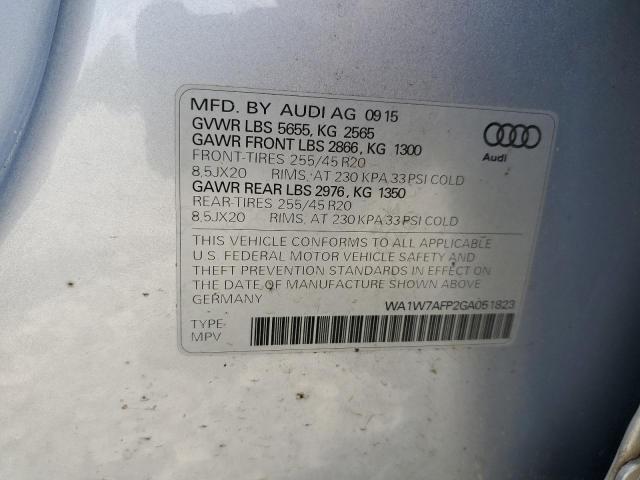 MFD. BY AUDI AG 09 15
GVWR LBS 5655, KG 2565
GAWR FRONT LBS 2866, KG 1300
FRONT-TIRES 255/45 R20
8,5JX20 RIMS, AT 230 KPA 33 PSI COLD
GAWR REAR LBS 2976, KG 1350
REAR-TIRES 255/45 R20
8,5JX20 RIMS, AT 230 KPA 33 PSI COLD
Audi
THIS VEHICLE CONFORMS TO ALL APPLICABLE
U.S. FEDERAL MOTOR VEHICLE SAFETY AND
THEFT PREVENTION STANDARDS IN EFFECT ON
THE DATE OF MANUFACTURE SHOWN ABOVE
GERMANY
WA1W7AFP2GA051823
TYPE:
MPV